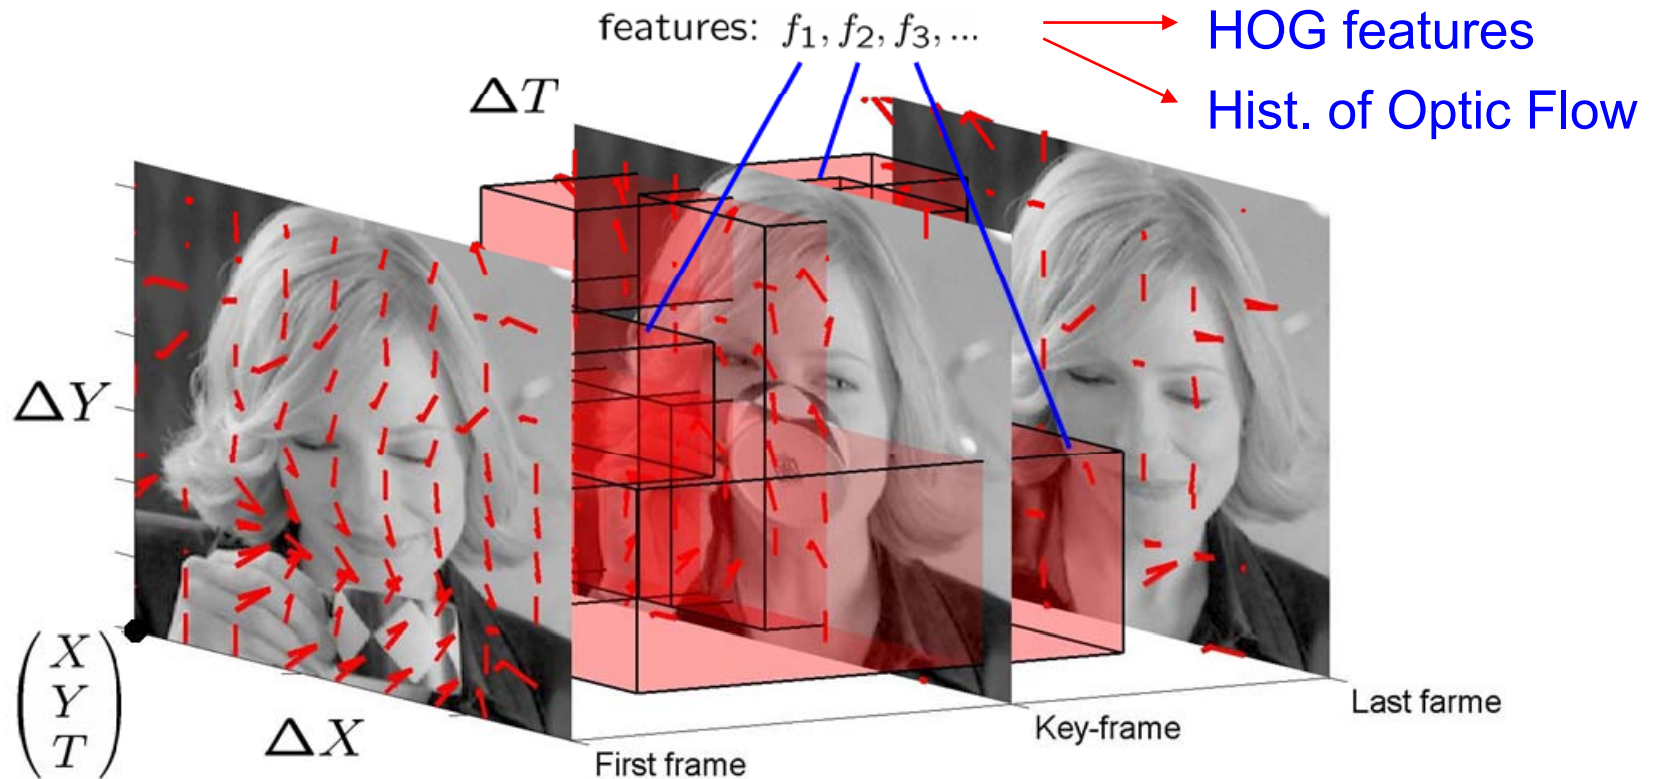 features: f₁, f₂, f₃, ...
HOG features
Hist. of Optic Flow
ΔT
ΔY
(X
Y
T)
ΔX
First frame
Key-frame
Last farme